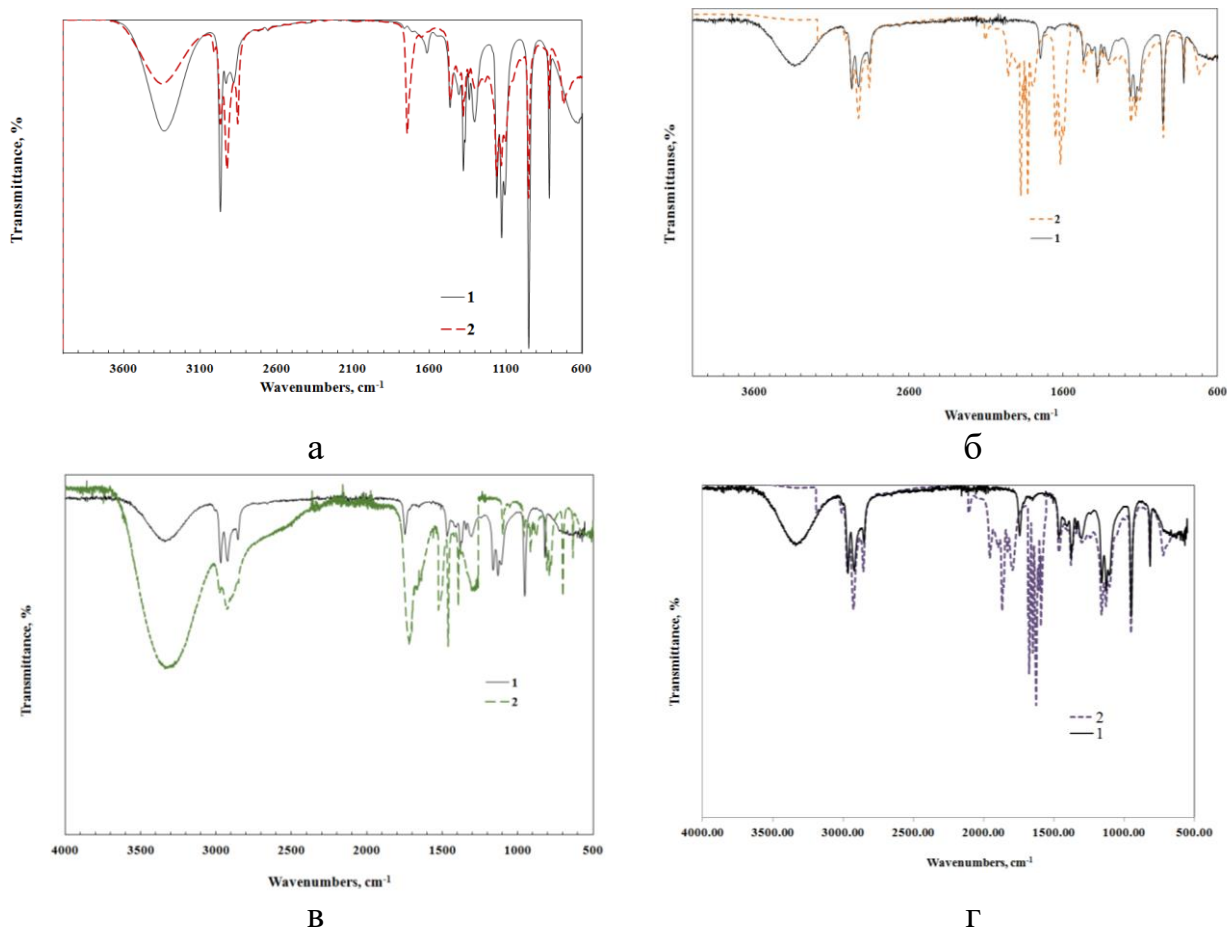 Transmittance, %
1
2
3600 3100 2600 2100 1600 1100 600
Wavenumbers, cm-1
а
Transmittanse, %
2
1
3600 2600 1600 600
Wavenumbers, cm-1
б
Transmittance, %
1
2
4000 3500 3000 2500 2000 1500 1000 500
Wavenumbers, cm-1
в
Transmittance, %
2
1
4000.00 3500.00 3000.00 2500.00 2000.00 1500.00 1000.00 500.00
Wavenumbers, cm-1
г